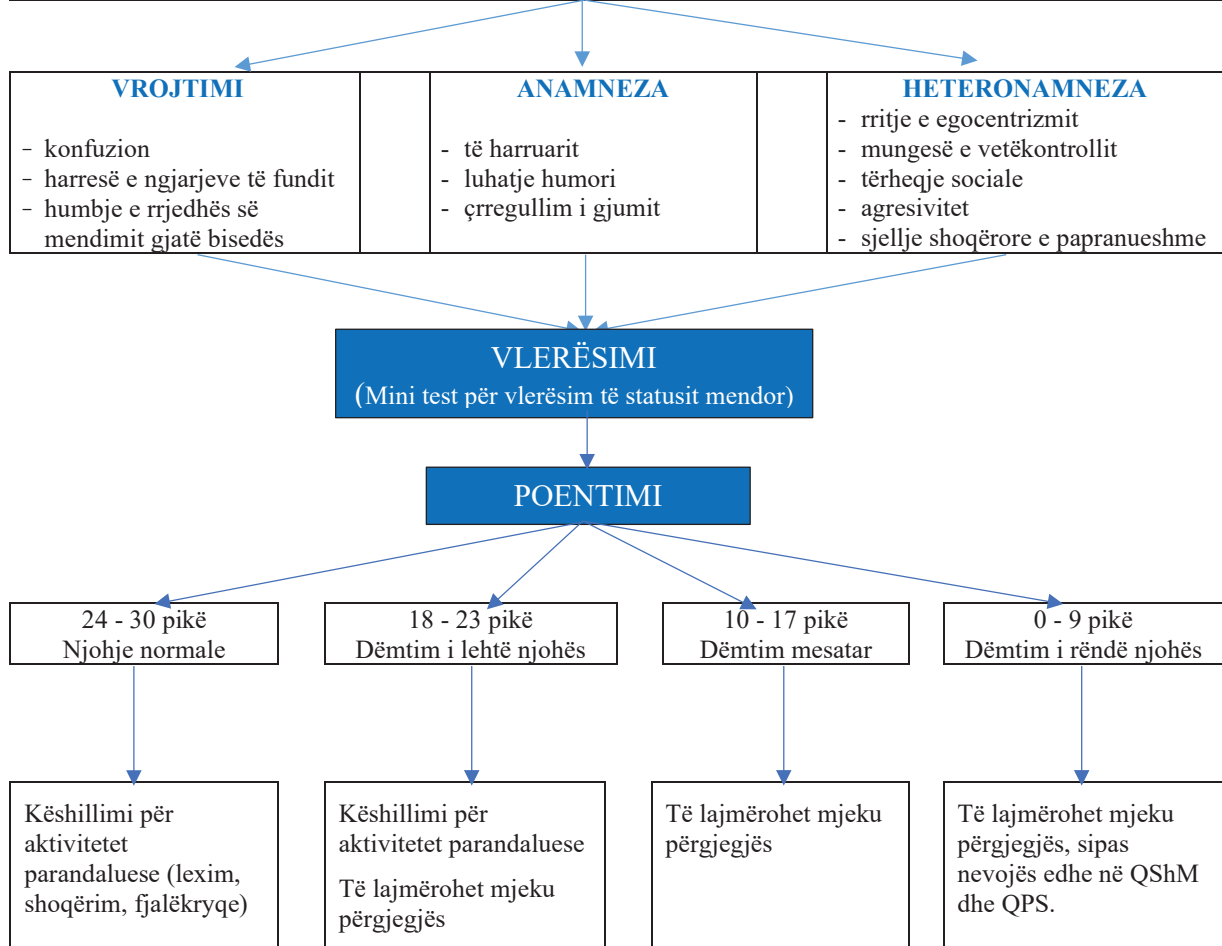 VROJTIMI
- konfuzion
- harresë e ngjarjeve të fundit
- humbje e rrjedhës së
mendimit gjatë bisedës
ANAMNEZA
- të harruarit
- luhatje humori
- çrregullim i gjumit
HETERONAMNEZA
- rritje e egocentrizmit
- mungesë e vetëkontrollit
- tërheqje sociale
- agresivitet
- sjellje shoqërore e papranueshme
VLERËSIMI
(Mini test për vlerësim të statusit mendor)
POENTIMI
24 - 30 pikë
Njohje normale
18 - 23 pikë
Dëmtim i lehtë njohës
10 - 17 pikë
Dëmtim mesatar
0 - 9 pikë
Dëmtim i rëndë njohës
Këshillimi për
aktivitetet
parandaluese (lexim,
shoqërim, fjalëkryqe)
Këshillimi për
aktivitetet parandaluese
Të lajmërohet mjeku
përgjegjës
Të lajmërohet mjeku
përgjegjës
Të lajmërohet mjeku
përgjegjës, sipas
nevojës edhe në QShM
dhe QPS.